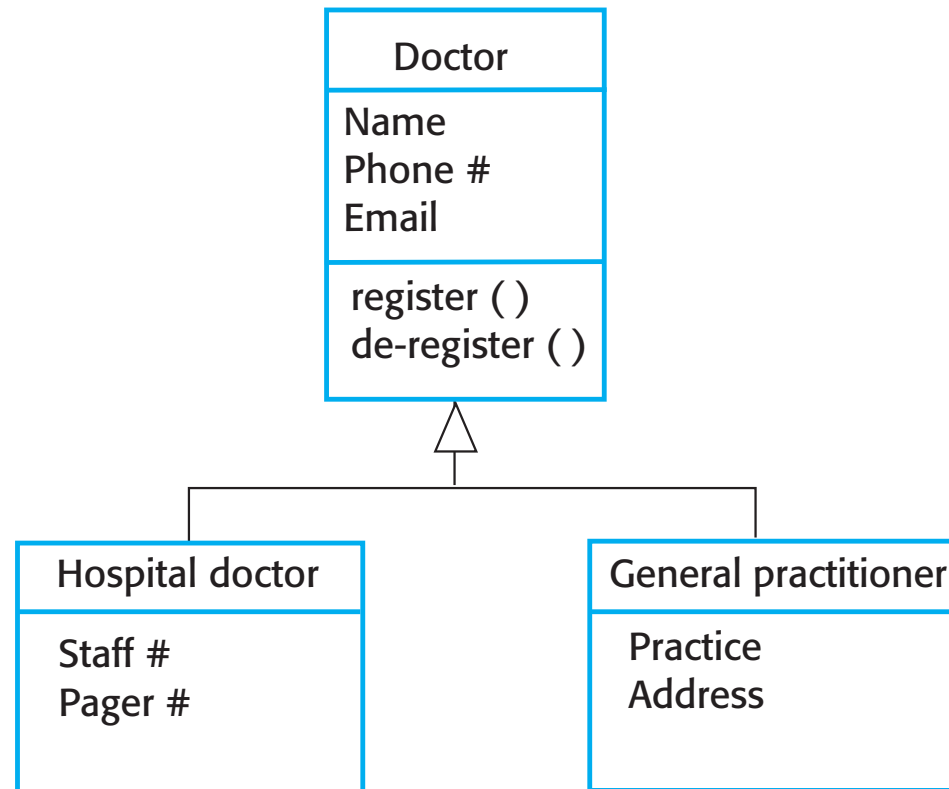 Doctor
Name
Phone #
Email
register ( )
de-register ( )
Hospital doctor
Staff #
Pager #
General practitioner
Practice
Address